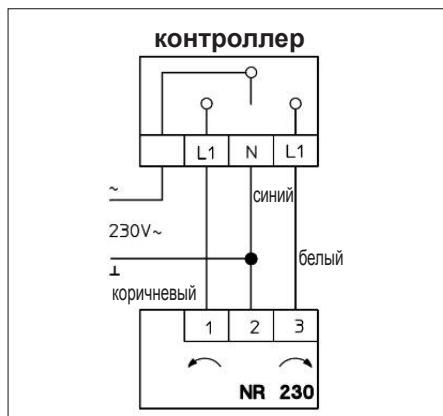 контроллер
L1 N L1
~
синий
230V~
белый
коричневый
1 2 3
NR 230